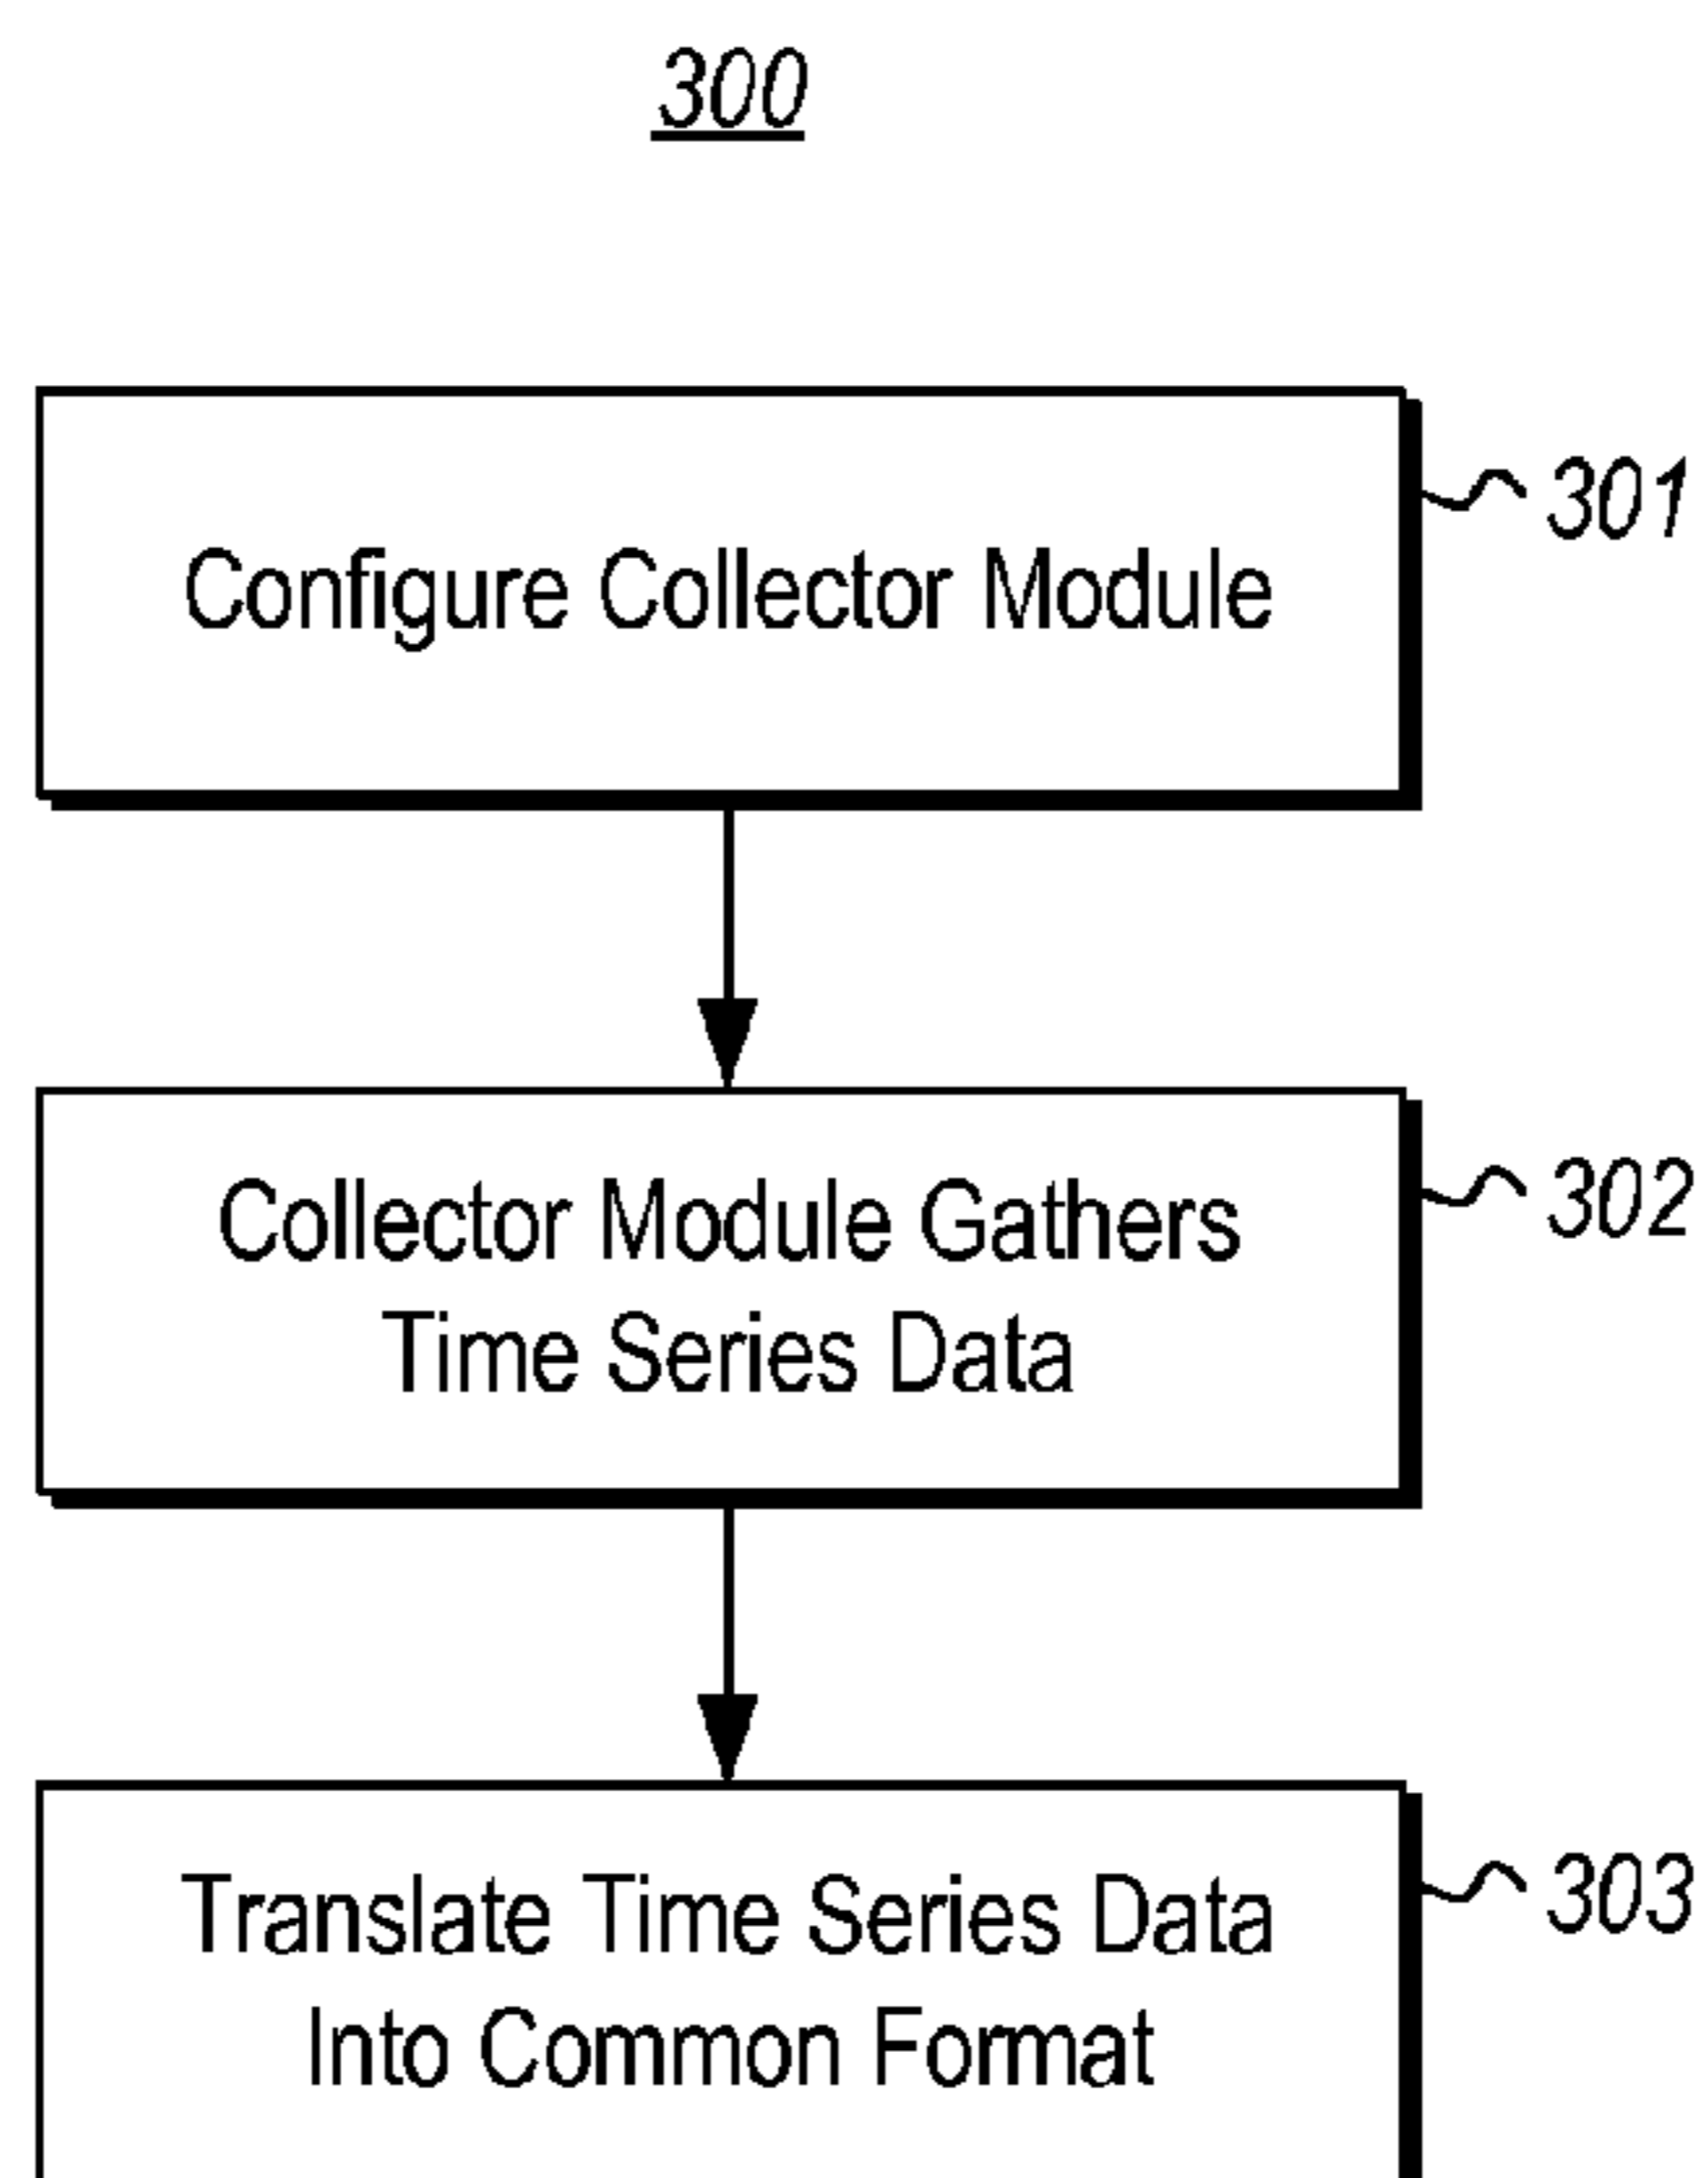 300
Configure Collector Module
301
Collector Module Gathers
Time Series Data
302
Translate Time Series Data
Into Common Format
303